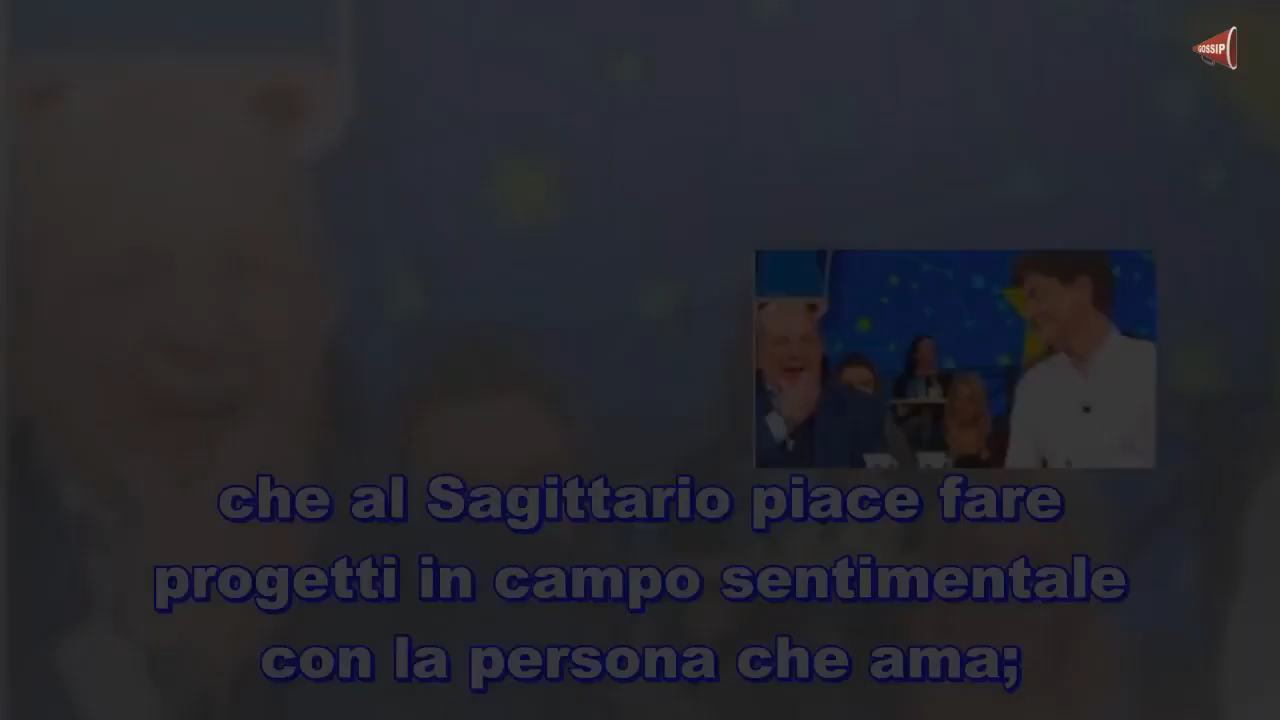 GOSSIP
che al Sagittario piace fare
progetti in campo sentimentale
con la persona che ama;